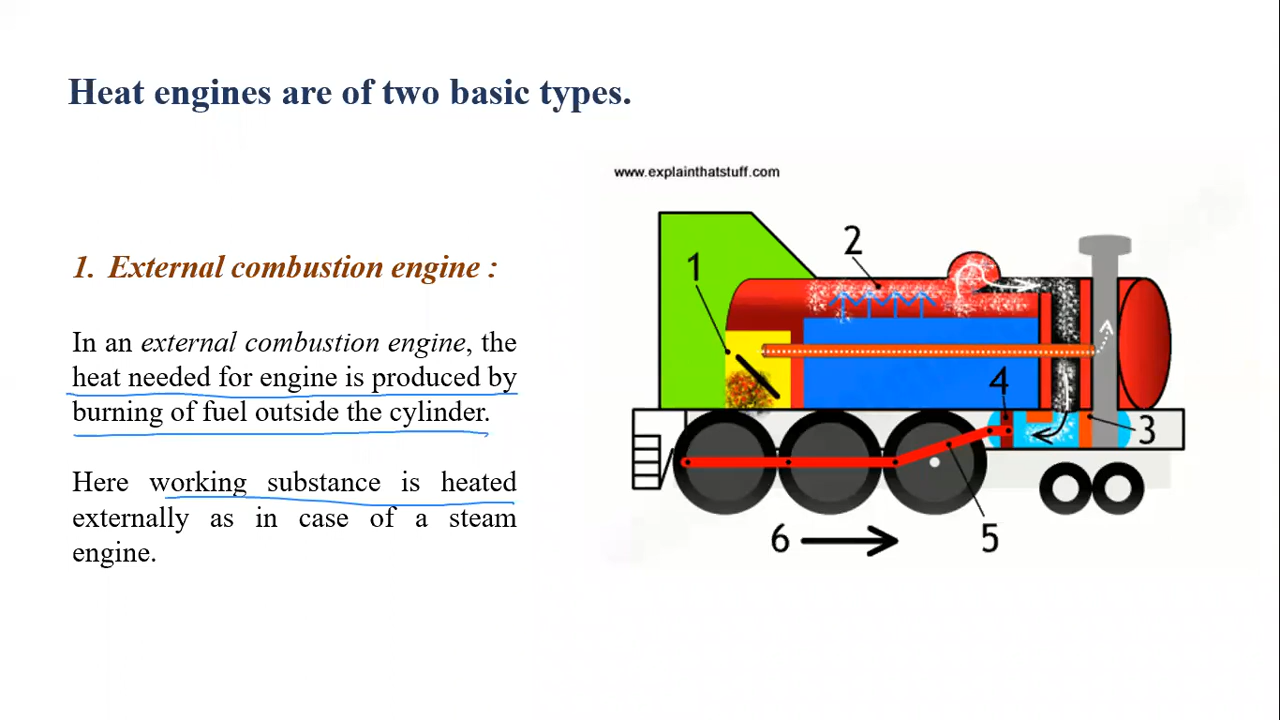 Heat engines are of two basic types.
www.explainthatstuff.com
1. External combustion engine :
In an external combustion engine, the
heat needed for engine is produced by
burning of fuel outside the cylinder.
Here working substance is heated
externally as in case of a steam
engine.
1
2
4
3
5
6